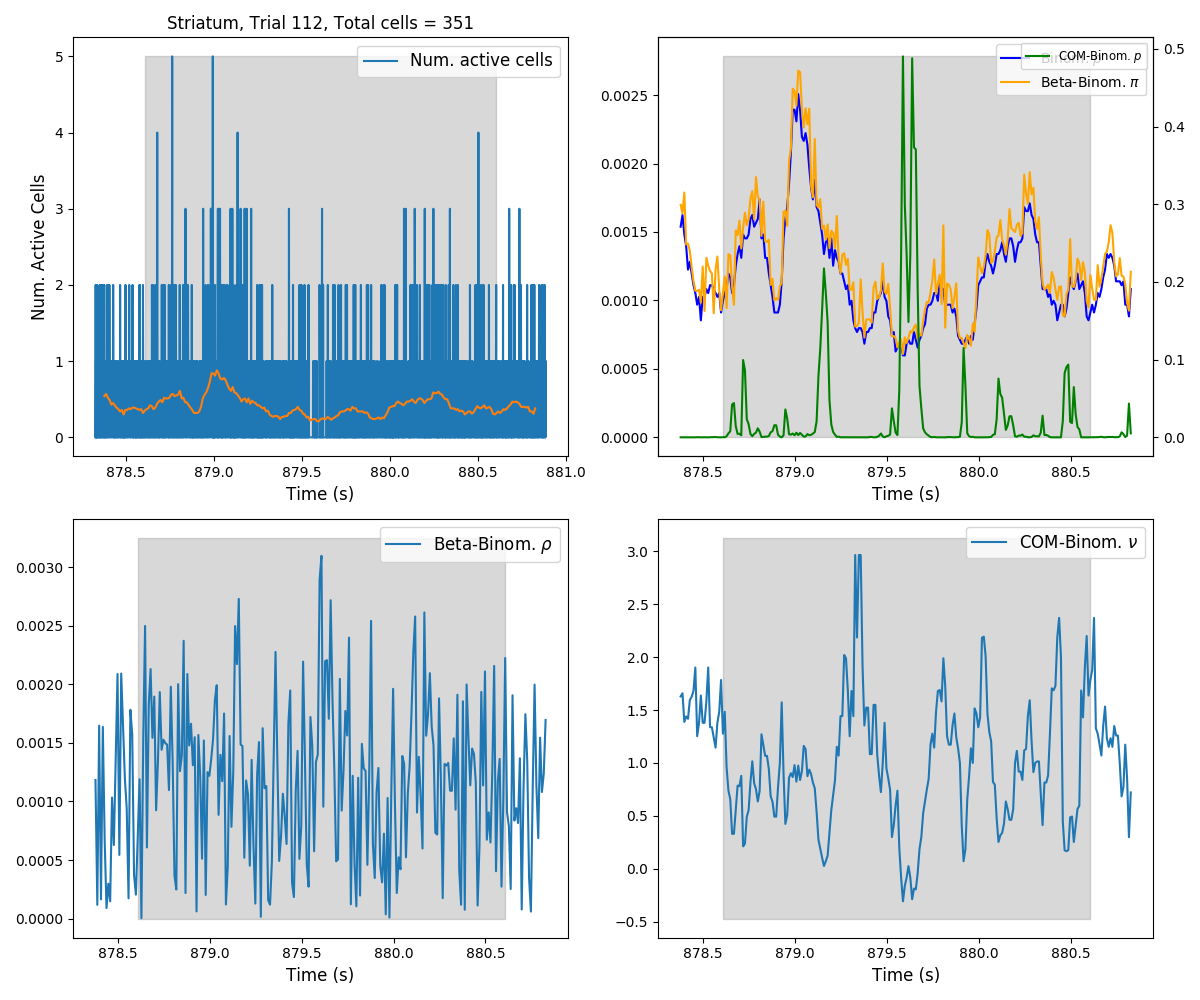 Striatum, Trial 112, Total cells = 351
Num. active cells
Num. Active Cells
5
4
3
2
1
0
878.5 879.0 879.5 880.0 880.5 881.0
Time (s)
COM-Binom. p
Beta-Binom. π
0.0025
0.0020
0.0015
0.0010
0.0005
0.0000
0.5
0.4
0.3
0.2
0.1
0.0
878.5 879.0 879.5 880.0 880.5
Time (s)
Beta-Binom. ρ
0.0030
0.0025
0.0020
0.0015
0.0010
0.0005
0.0000
878.5 879.0 879.5 880.0 880.5
Time (s)
COM-Binom. ν
3.0
2.5
2.0
1.5
1.0
0.5
0.0
−0.5
878.5 879.0 879.5 880.0 880.5
Time (s)